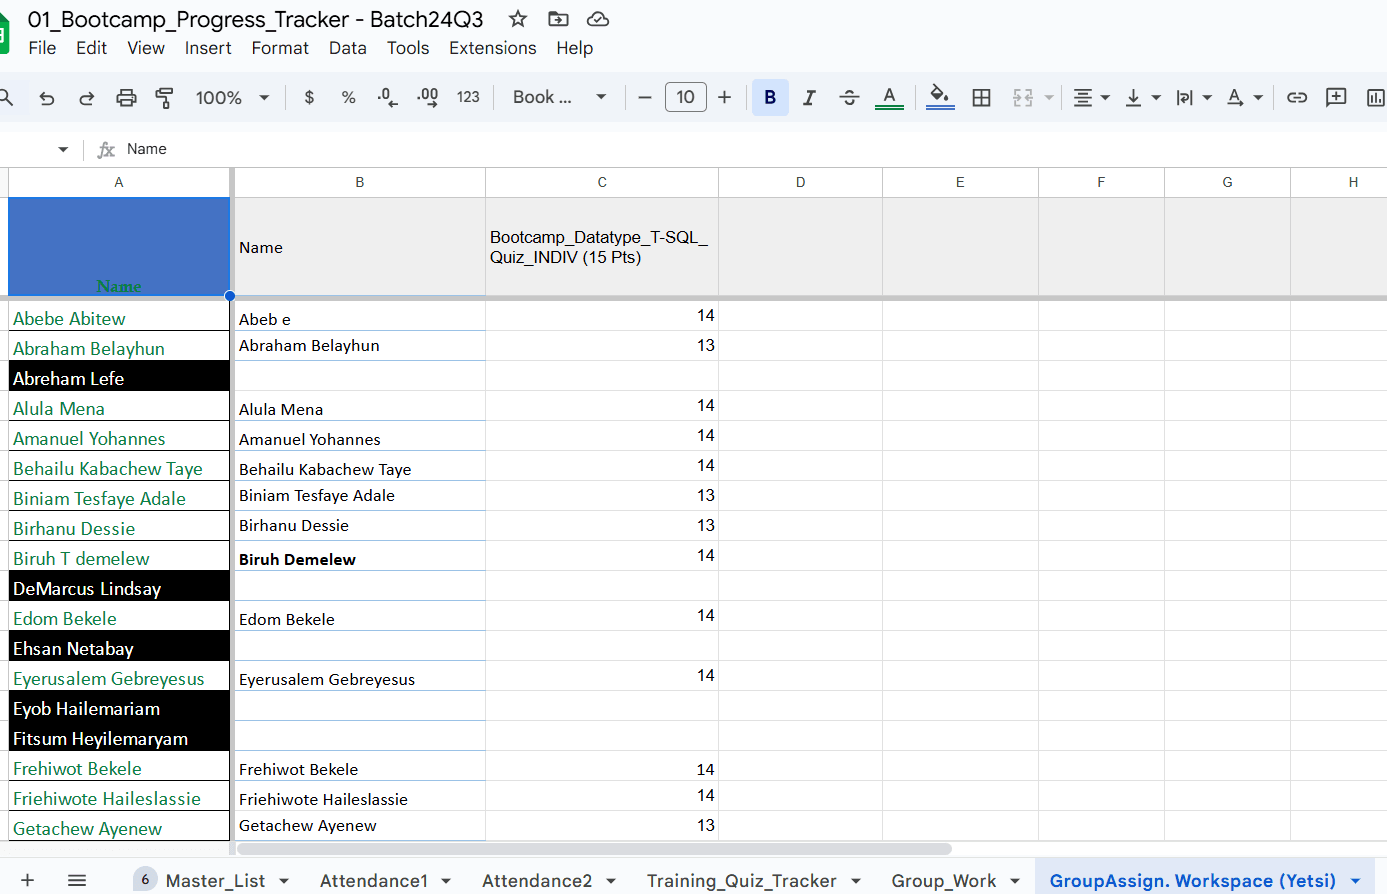 01_Bootcamp_Progress_Tracker - Batch24Q3
File Edit View Insert Format Data Tools Extensions Help
100% $ % .0 .00 123 Book ... 10 B I A A
fx Name
A B C D E F G H
Name Name Bootcamp_Datatype_T-SQL_
Quiz_INDIV (15 Pts)
Abebe Abitew Abeb e 14
Abraham Belayhun Abraham Belayhun 13
Abreham Lefe
Alula Mena Alula Mena 14
Amanuel Yohannes Amanuel Yohannes 14
Behailu Kabachew Taye Behailu Kabachew Taye 14
Biniam Tesfaye Adale Biniam Tesfaye Adale 13
Birhanu Dessie Birhanu Dessie 13
Biruh T demelew Biruh Demelew 14
DeMarcus Lindsay
Edom Bekele Edom Bekele 14
Ehsan Netabay
Eyerusalem Gebreyesus Eyerusalem Gebreyesus 14
Eyob Hailemariam
Fitsum Heyilemaryam
Frehiwot Bekele Frehiwot Bekele 14
Friehiwote Haileslassie Friehiwote Haileslassie 14
Getachew Ayenew Getachew Ayenew 13
6 Master_List Attendance1 Attendance2 Training_Quiz_Tracker Group_Work GroupAssign. Workspace (Yetsi)